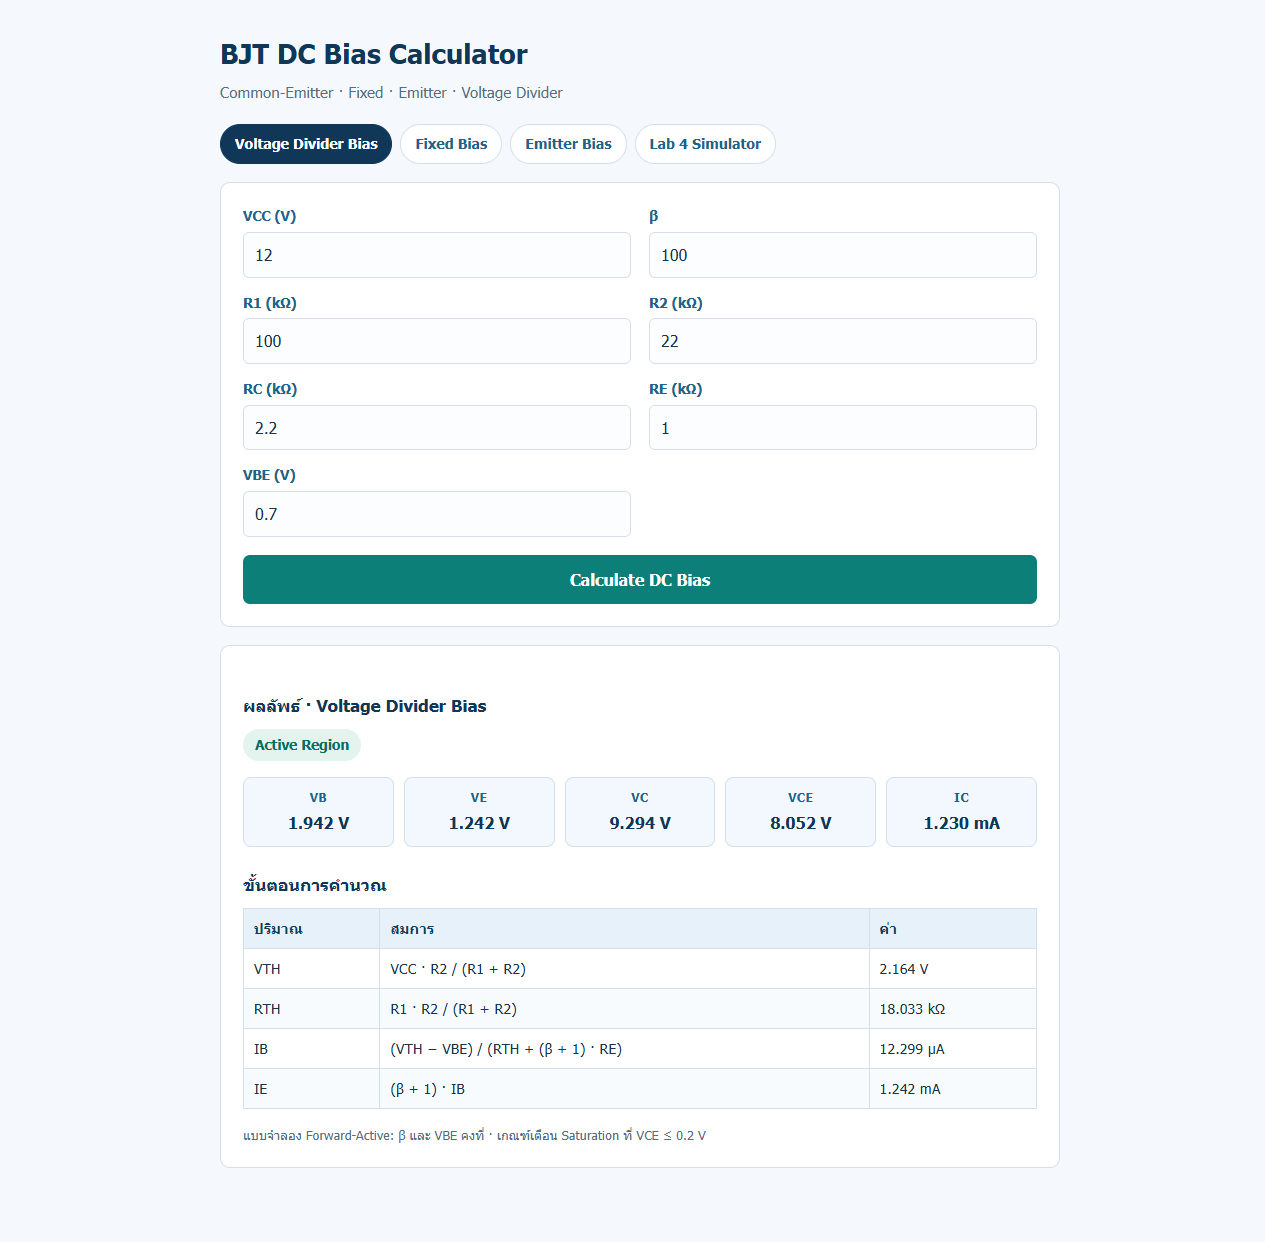 BJT DC Bias Calculator
Common-Emitter · Fixed · Emitter · Voltage Divider
Voltage Divider Bias Fixed Bias Emitter Bias Lab 4 Simulator
VCC (V) β
12 100
R1 (kΩ) R2 (kΩ)
100 22
RC (kΩ) RE (kΩ)
2.2 1
VBE (V)
0.7
Calculate DC Bias
ผลลัพธ์ · Voltage Divider Bias
Active Region
VB VE VC VCE IC
1.942 V 1.242 V 9.294 V 8.052 V 1.230 mA
ขั้นตอนการคำนวณ
ปริมาณ สมการ ค่า
VTH VCC · R2 / (R1 + R2) 2.164 V
RTH R1 · R2 / (R1 + R2) 18.033 kΩ
IB (VTH − VBE) / (RTH + (β + 1) · RE) 12.299 µA
IE (β + 1) · IB 1.242 mA
แบบจำลอง Forward-Active: β และ VBE คงที่ · เกณฑ์เตือน Saturation ที่ VCE ≤ 0.2 V